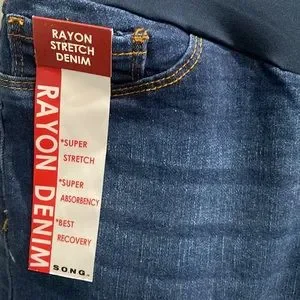 RAYON
STRETCH
DENIM
RAYON DENIM
*SUPER
STRETCH
*SUPER
ABSORBENCY
*BEST
RECOVERY
SONG